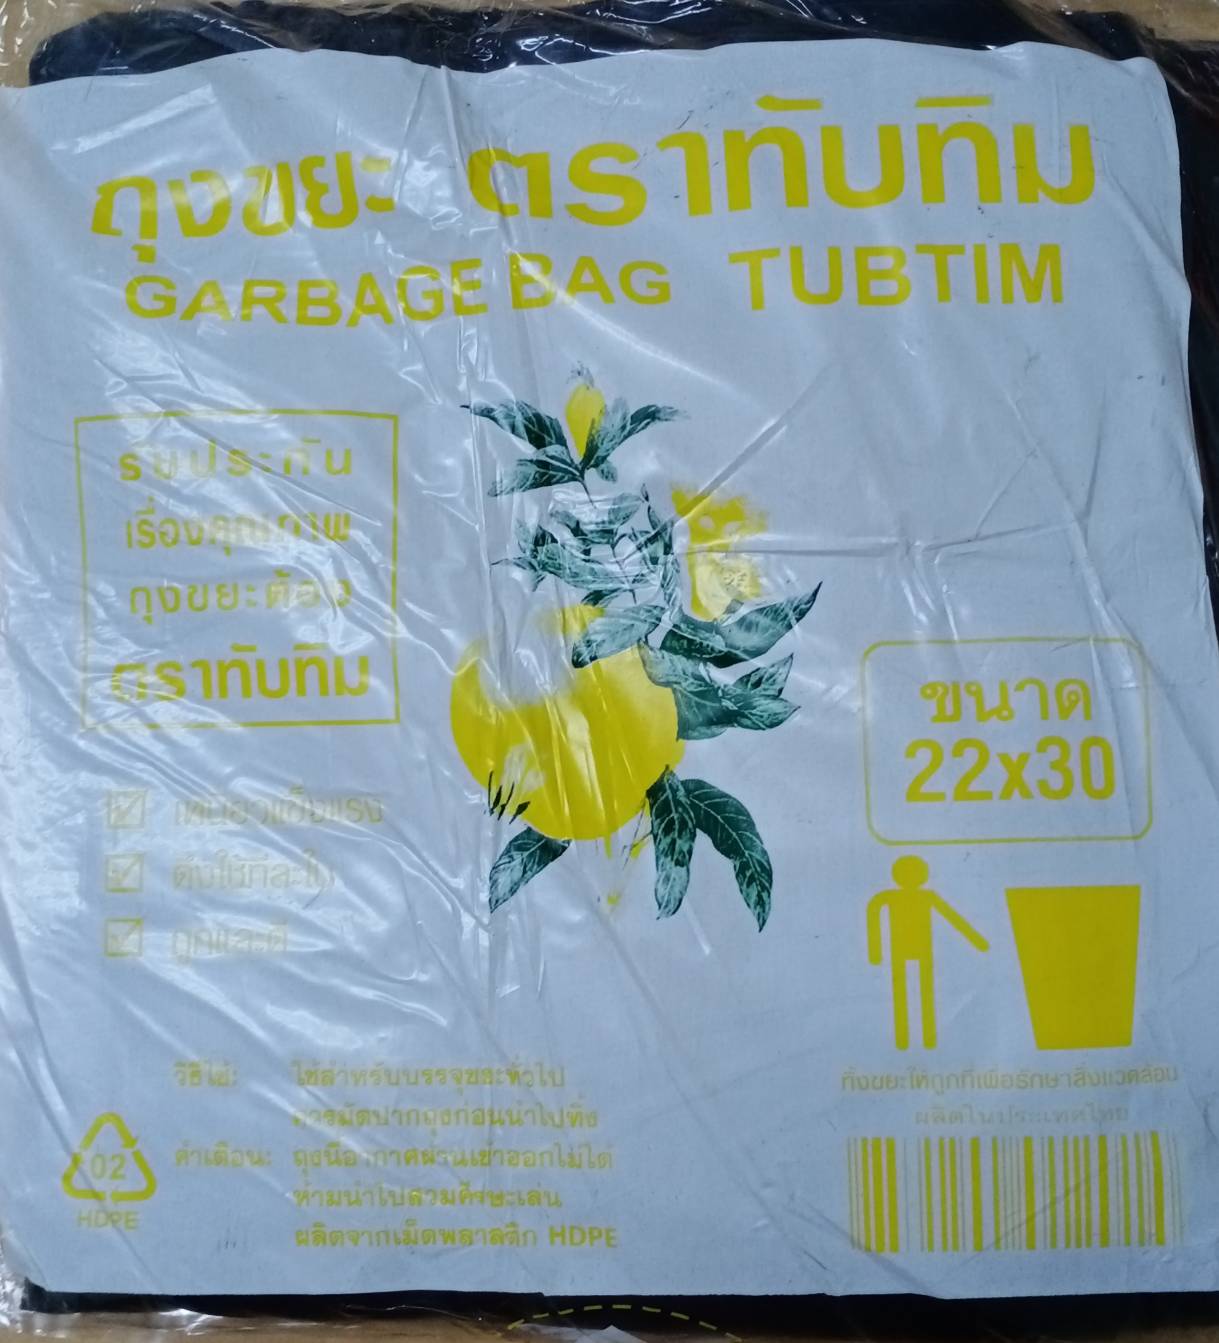 ถุงขยะ ตราทับทิม
GARBAGE BAG TUBTIM
รับประกัน
เรื่องคุณภาพ
ถุงขยะต้อง
ตราทับทิม
ขนาด
22x30
เหนียวแข็งแรง
ดึงใช้ทีละใบ
ถูกและดี
วิธีใช้: ใช้สำหรับบรรจุขยะทั่วไป
ควรมัดปากถุงก่อนนำไปทิ้ง
คำเตือน: ถุงนี้อากาศผ่านเข้าออกไม่ได้
ห้ามนำไปสวมศีรษะเล่น
ผลิตจากเม็ดพลาสติก HDPE
02
HDPE
ทิ้งขยะให้ถูกที่เพื่อรักษาสิ่งแวดล้อม
ผลิตในประเทศไทย